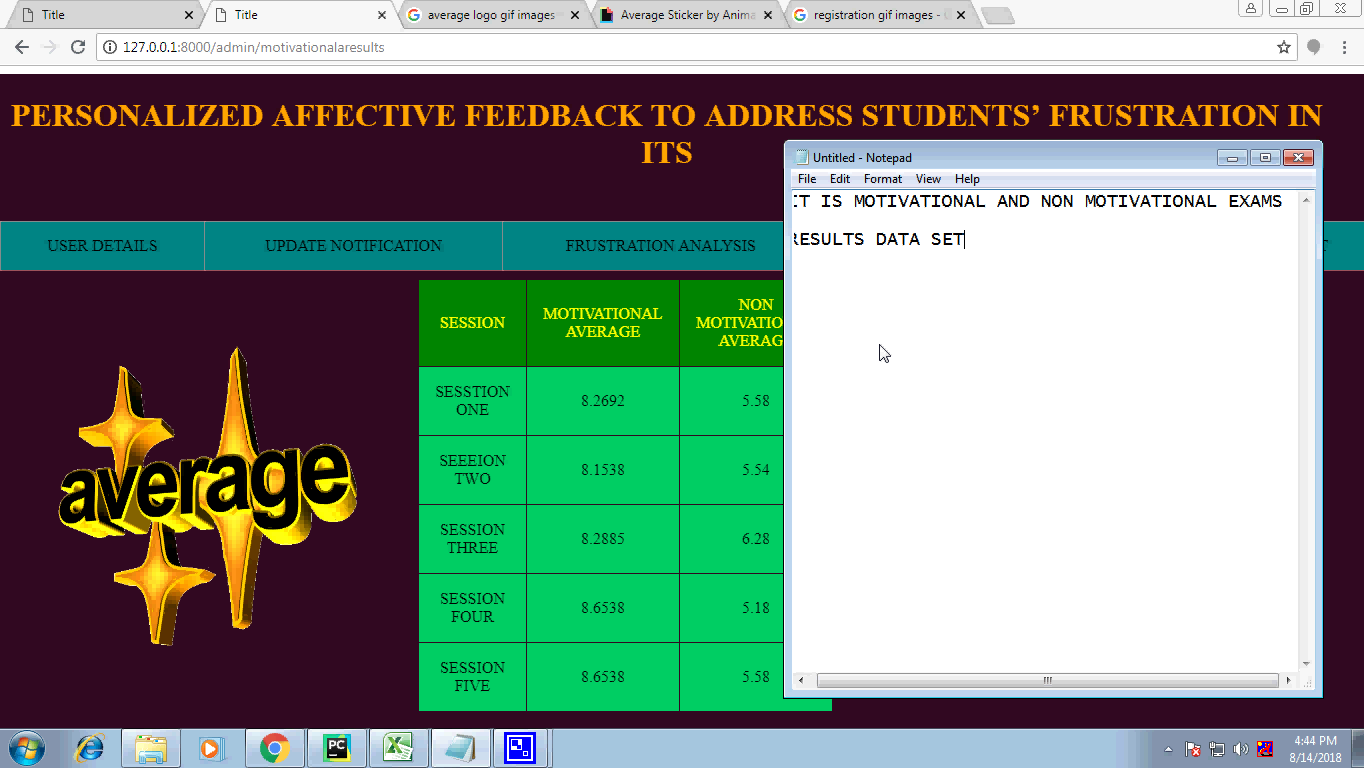 Title
Title
average logo gif images
Average Sticker by Anima
registration gif images -
127.0.0.1:8000/admin/motivationalaresults
PERSONALIZED AFFECTIVE FEEDBACK TO ADDRESS STUDENTS’ FRUSTRATION IN
ITS
Untitled - Notepad
File Edit Format View Help
IT IS MOTIVATIONAL AND NON MOTIVATIONAL EXAMS
RESULTS DATA SET
USER DETAILS UPDATE NOTIFICATION FRUSTRATION ANALYSIS
SESSION
MOTIVATIONAL
AVERAGE
NON
MOTIVATIO
AVERAG
SESSTION
ONE
8.2692 5.58
SEEEION
TWO
8.1538 5.54
SESSION
THREE
8.2885 6.28
SESSION
FOUR
8.6538 5.18
SESSION
FIVE
8.6538 5.58
average
PC
4:44 PM
8/14/2018